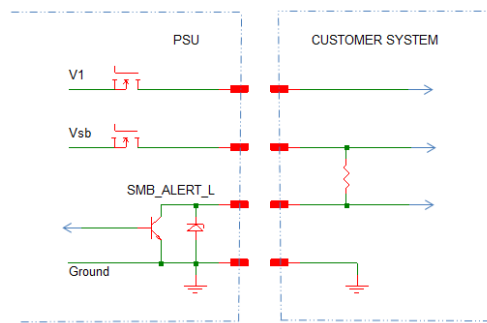 PSU
CUSTOMER SYSTEM
V1
Vsb
SMB_ALERT_L
Ground